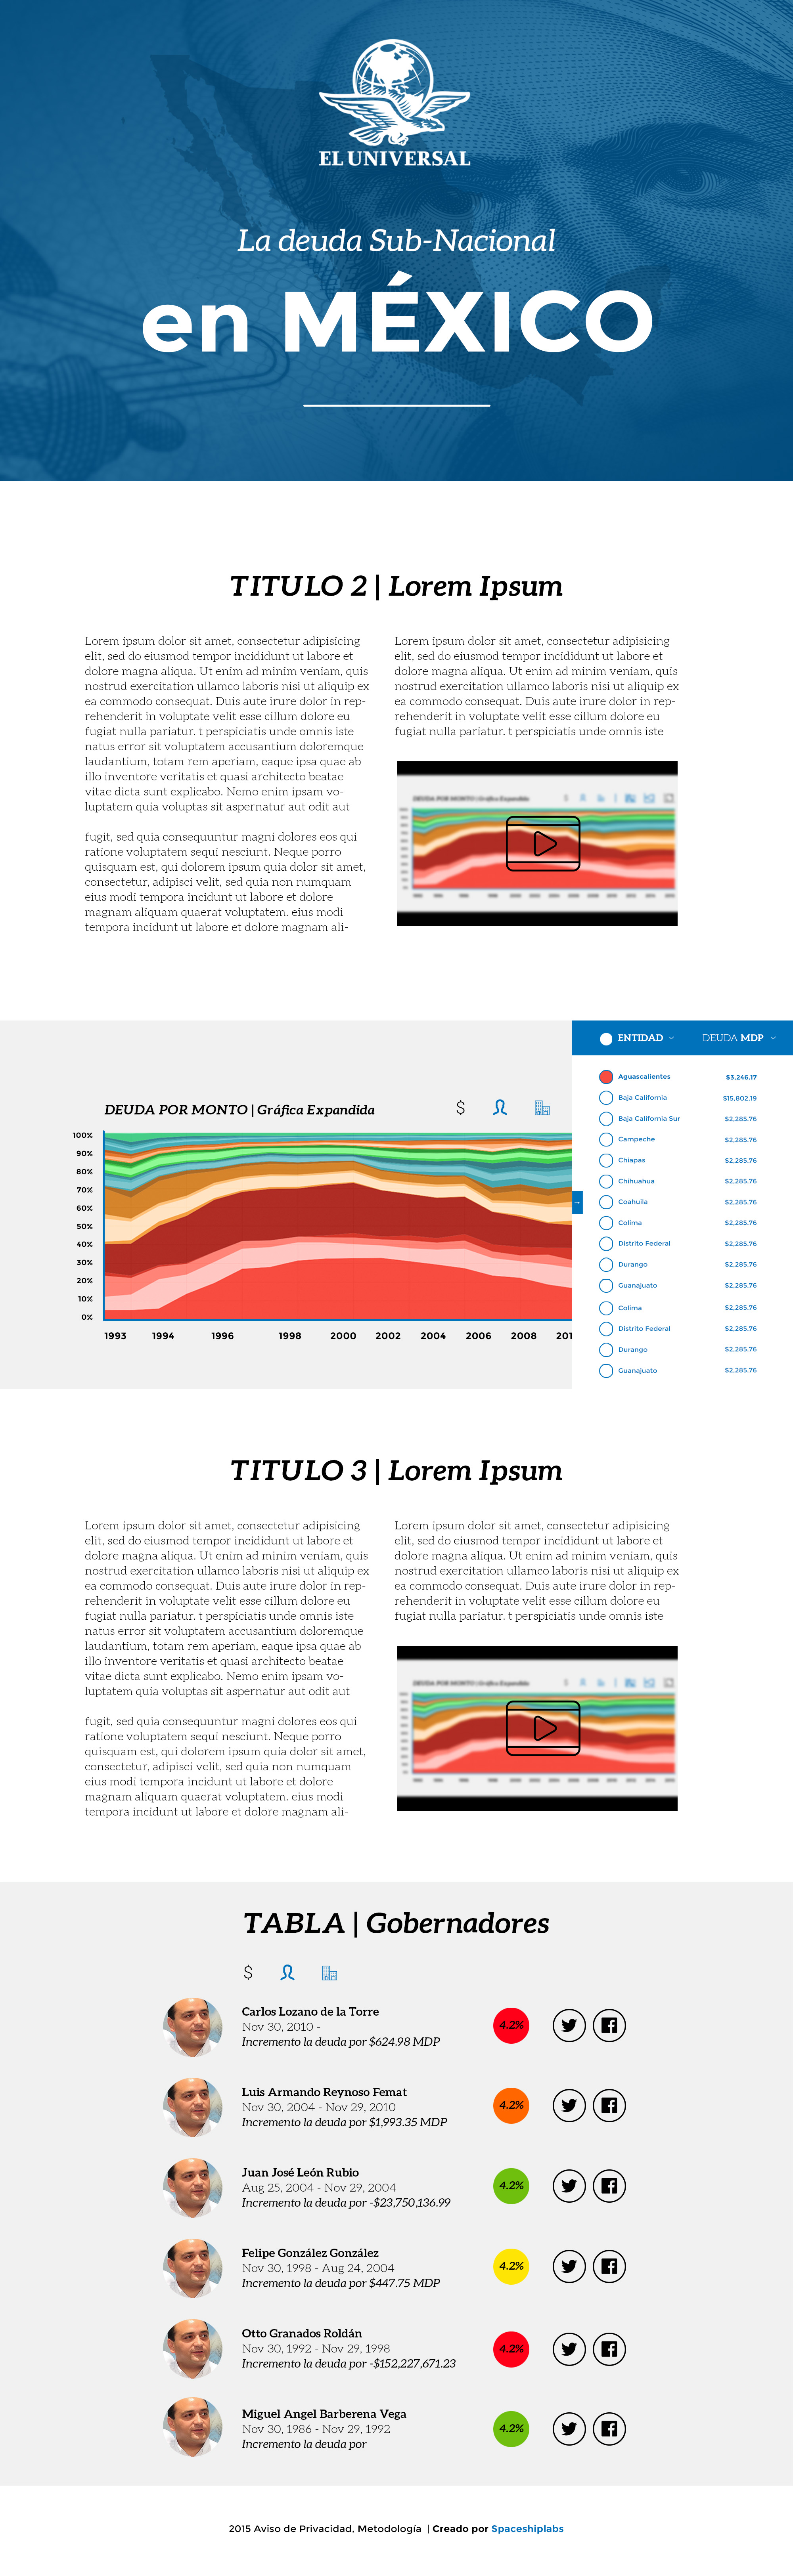 EL UNIVERSAL
La deuda Sub-Nacional
en MÉXICO
TITULO 2 | Lorem Ipsum
Lorem ipsum dolor sit amet, consectetur adipisicing
elit, sed do eiusmod tempor incididunt ut labore et
dolore magna aliqua. Ut enim ad minim veniam, quis
nostrud exercitation ullamco laboris nisi ut aliquip ex
ea commodo consequat. Duis aute irure dolor in rep-
rehenderit in voluptate velit esse cillum dolore eu
fugiat nulla pariatur. t perspiciatis unde omnis iste
natus error sit voluptatem accusantium doloremque
laudantium, totam rem aperiam, eaque ipsa quae ab
illo inventore veritatis et quasi architecto beatae
vitae dicta sunt explicabo. Nemo enim ipsam vo-
luptatem quia voluptas sit aspernatur aut odit aut
fugit, sed quia consequuntur magni dolores eos qui
ratione voluptatem sequi nesciunt. Neque porro
quisquam est, qui dolorem ipsum quia dolor sit amet,
consectetur, adipisci velit, sed quia non numquam
eius modi tempora incidunt ut labore et dolore
magnam aliquam quaerat voluptatem. eius modi
tempora incidunt ut labore et dolore magnam ali-
Lorem ipsum dolor sit amet, consectetur adipisicing
elit, sed do eiusmod tempor incididunt ut labore et
dolore magna aliqua. Ut enim ad minim veniam, quis
nostrud exercitation ullamco laboris nisi ut aliquip ex
ea commodo consequat. Duis aute irure dolor in rep-
rehenderit in voluptate velit esse cillum dolore eu
fugiat nulla pariatur. t perspiciatis unde omnis iste
DEUDA POR MONTO | Gráfica Expandida
DEUDA POR MONTO | Gráfica Expandida $
100%
90%
80%
70%
60%
50%
40%
30%
20%
10%
0%
1993 1994 1996 1998 2000 2002 2004 2006 2008 201
ENTIDAD DEUDA MDP
Aguascalientes $3,246.17
Baja California $15,802.19
Baja California Sur $2,285.76
Campeche $2,285.76
Chiapas $2,285.76
Chihuahua $2,285.76
Coahuila $2,285.76
Colima $2,285.76
Distrito Federal $2,285.76
Durango $2,285.76
Guanajuato $2,285.76
Colima $2,285.76
Distrito Federal $2,285.76
Durango $2,285.76
Guanajuato $2,285.76
TITULO 3 | Lorem Ipsum
Lorem ipsum dolor sit amet, consectetur adipisicing
elit, sed do eiusmod tempor incididunt ut labore et
dolore magna aliqua. Ut enim ad minim veniam, quis
nostrud exercitation ullamco laboris nisi ut aliquip ex
ea commodo consequat. Duis aute irure dolor in rep-
rehenderit in voluptate velit esse cillum dolore eu
fugiat nulla pariatur. t perspiciatis unde omnis iste
natus error sit voluptatem accusantium doloremque
laudantium, totam rem aperiam, eaque ipsa quae ab
illo inventore veritatis et quasi architecto beatae
vitae dicta sunt explicabo. Nemo enim ipsam vo-
luptatem quia voluptas sit aspernatur aut odit aut
fugit, sed quia consequuntur magni dolores eos qui
ratione voluptatem sequi nesciunt. Neque porro
quisquam est, qui dolorem ipsum quia dolor sit amet,
consectetur, adipisci velit, sed quia non numquam
eius modi tempora incidunt ut labore et dolore
magnam aliquam quaerat voluptatem. eius modi
tempora incidunt ut labore et dolore magnam ali-
Lorem ipsum dolor sit amet, consectetur adipisicing
elit, sed do eiusmod tempor incididunt ut labore et
dolore magna aliqua. Ut enim ad minim veniam, quis
nostrud exercitation ullamco laboris nisi ut aliquip ex
ea commodo consequat. Duis aute irure dolor in rep-
rehenderit in voluptate velit esse cillum dolore eu
fugiat nulla pariatur. t perspiciatis unde omnis iste
DEUDA POR MONTO | Gráfica Expandida
TABLA | Gobernadores
$
Carlos Lozano de la Torre
Nov 30, 2010 -
Incremento la deuda por $624.98 MDP
4.2%
Luis Armando Reynoso Femat
Nov 30, 2004 - Nov 29, 2010
Incremento la deuda por $1,993.35 MDP
4.2%
Juan José León Rubio
Aug 25, 2004 - Nov 29, 2004
Incremento la deuda por -$23,750,136.99
4.2%
Felipe González González
Nov 30, 1998 - Aug 24, 2004
Incremento la deuda por $447.75 MDP
4.2%
Otto Granados Roldán
Nov 30, 1992 - Nov 29, 1998
Incremento la deuda por -$152,227,671.23
4.2%
Miguel Angel Barberena Vega
Nov 30, 1986 - Nov 29, 1992
Incremento la deuda por
4.2%
2015 Aviso de Privacidad, Metodología | Creado por Spaceshiplabs